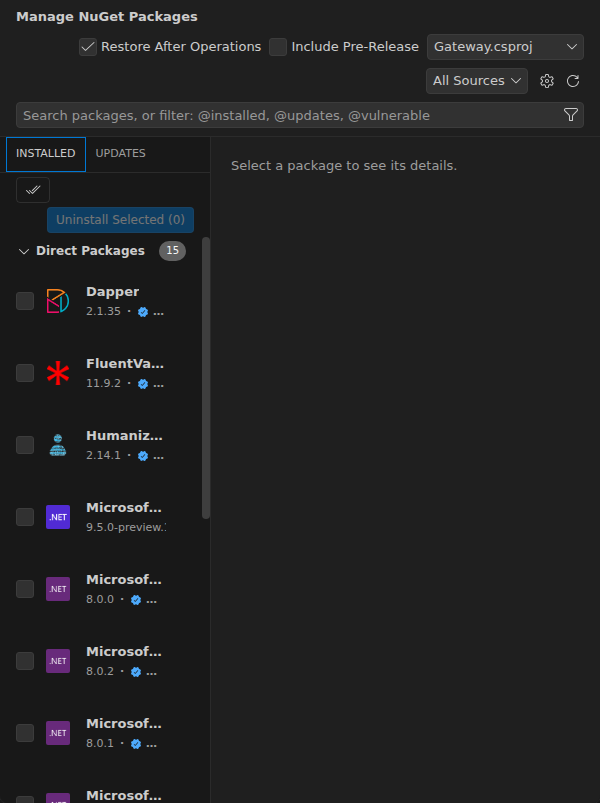 Manage NuGet Packages
Restore After Operations Include Pre-Release Gateway.csproj
All Sources
Search packages, or filter: @installed, @updates, @vulnerable
INSTALLED UPDATES
Select a package to see its details.
Uninstall Selected (0)
Direct Packages 15
Dapper
2.1.35 · ...
FluentVa...
11.9.2 · ...
Humaniz...
2.14.1 · ...
Microsof...
.NET
9.5.0-preview.
Microsof...
.NET
8.0.0 · ...
Microsof...
.NET
8.0.2 · ...
Microsof...
.NET
8.0.1 · ...
Microsof...